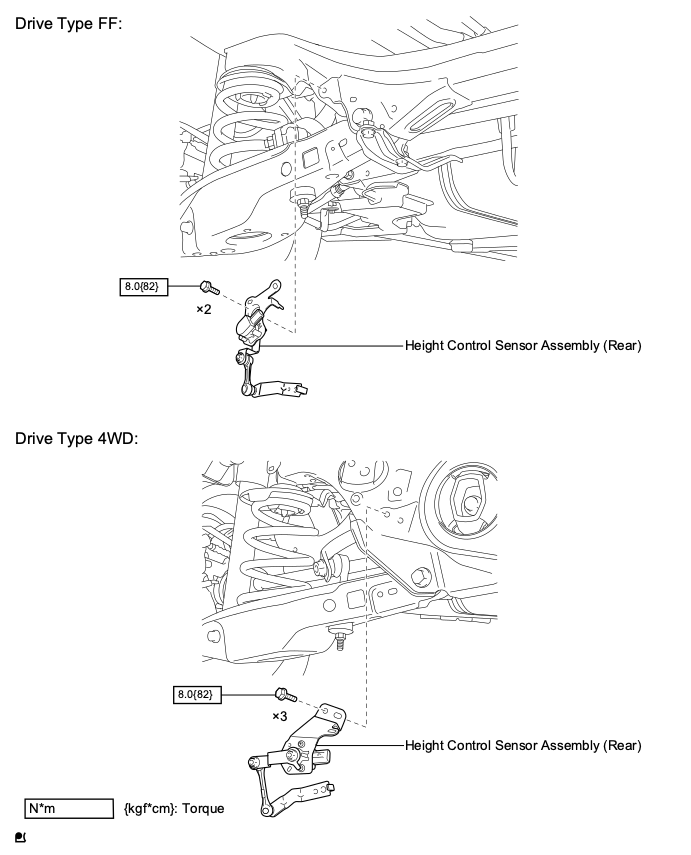 Drive Type FF:
8.0{82}
×2
Height Control Sensor Assembly (Rear)
Drive Type 4WD:
8.0{82}
×3
Height Control Sensor Assembly (Rear)
N*m {kgf*cm}: Torque